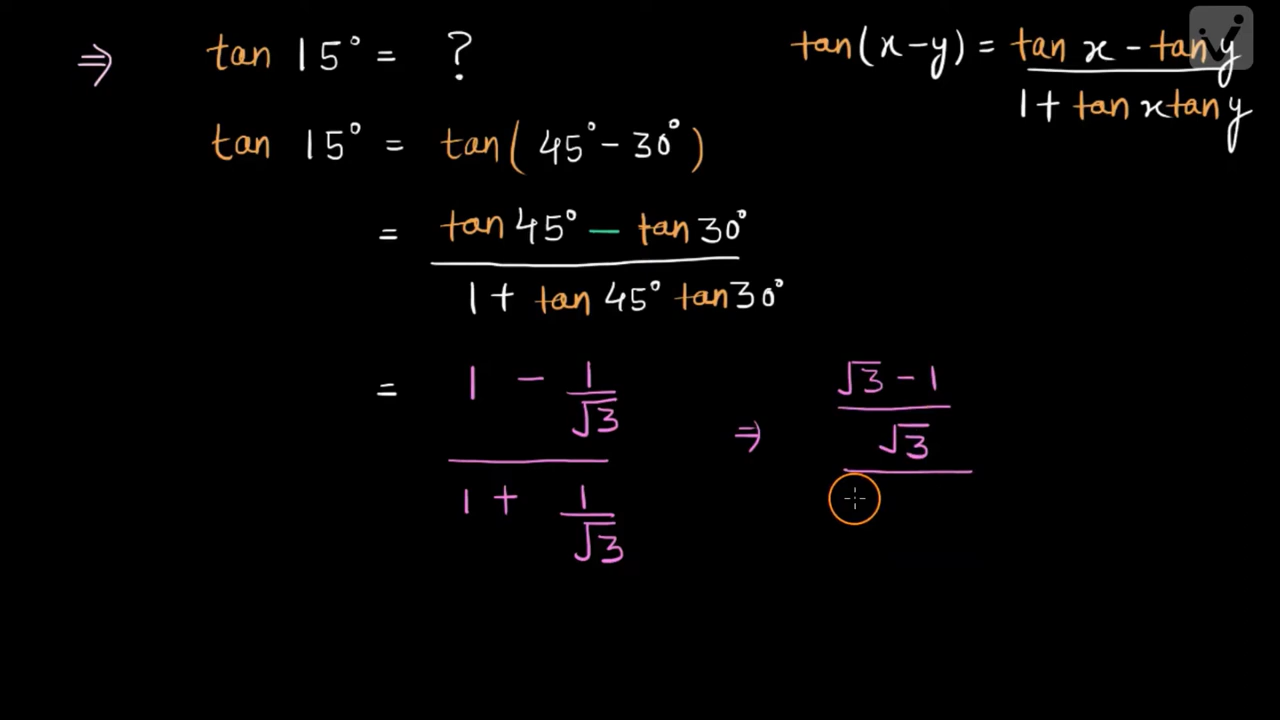 ⇒ tan 15° = ?
tan(x-y) = tan x - tan y / 1 + tan x tan y
tan 15° = tan(45° - 30°)
= tan 45° - tan 30° / 1 + tan 45° tan 30°
= 1 - 1/√3 / 1 + 1/√3 ⇒ √3 - 1 / √3